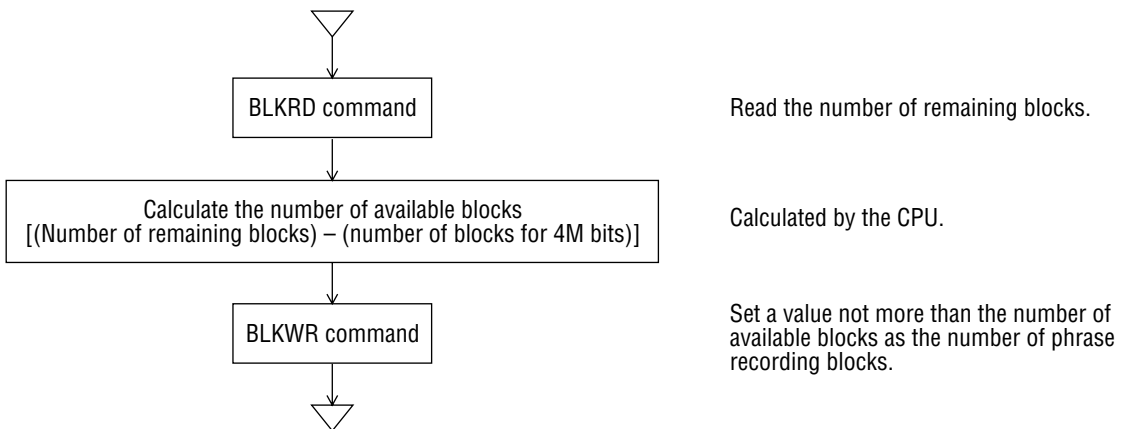 BLKRD command
Read the number of remaining blocks.
Calculate the number of available blocks
[(Number of remaining blocks) – (number of blocks for 4M bits)]
Calculated by the CPU.
BLKWR command
Set a value not more than the number of
available blocks as the number of phrase
recording blocks.